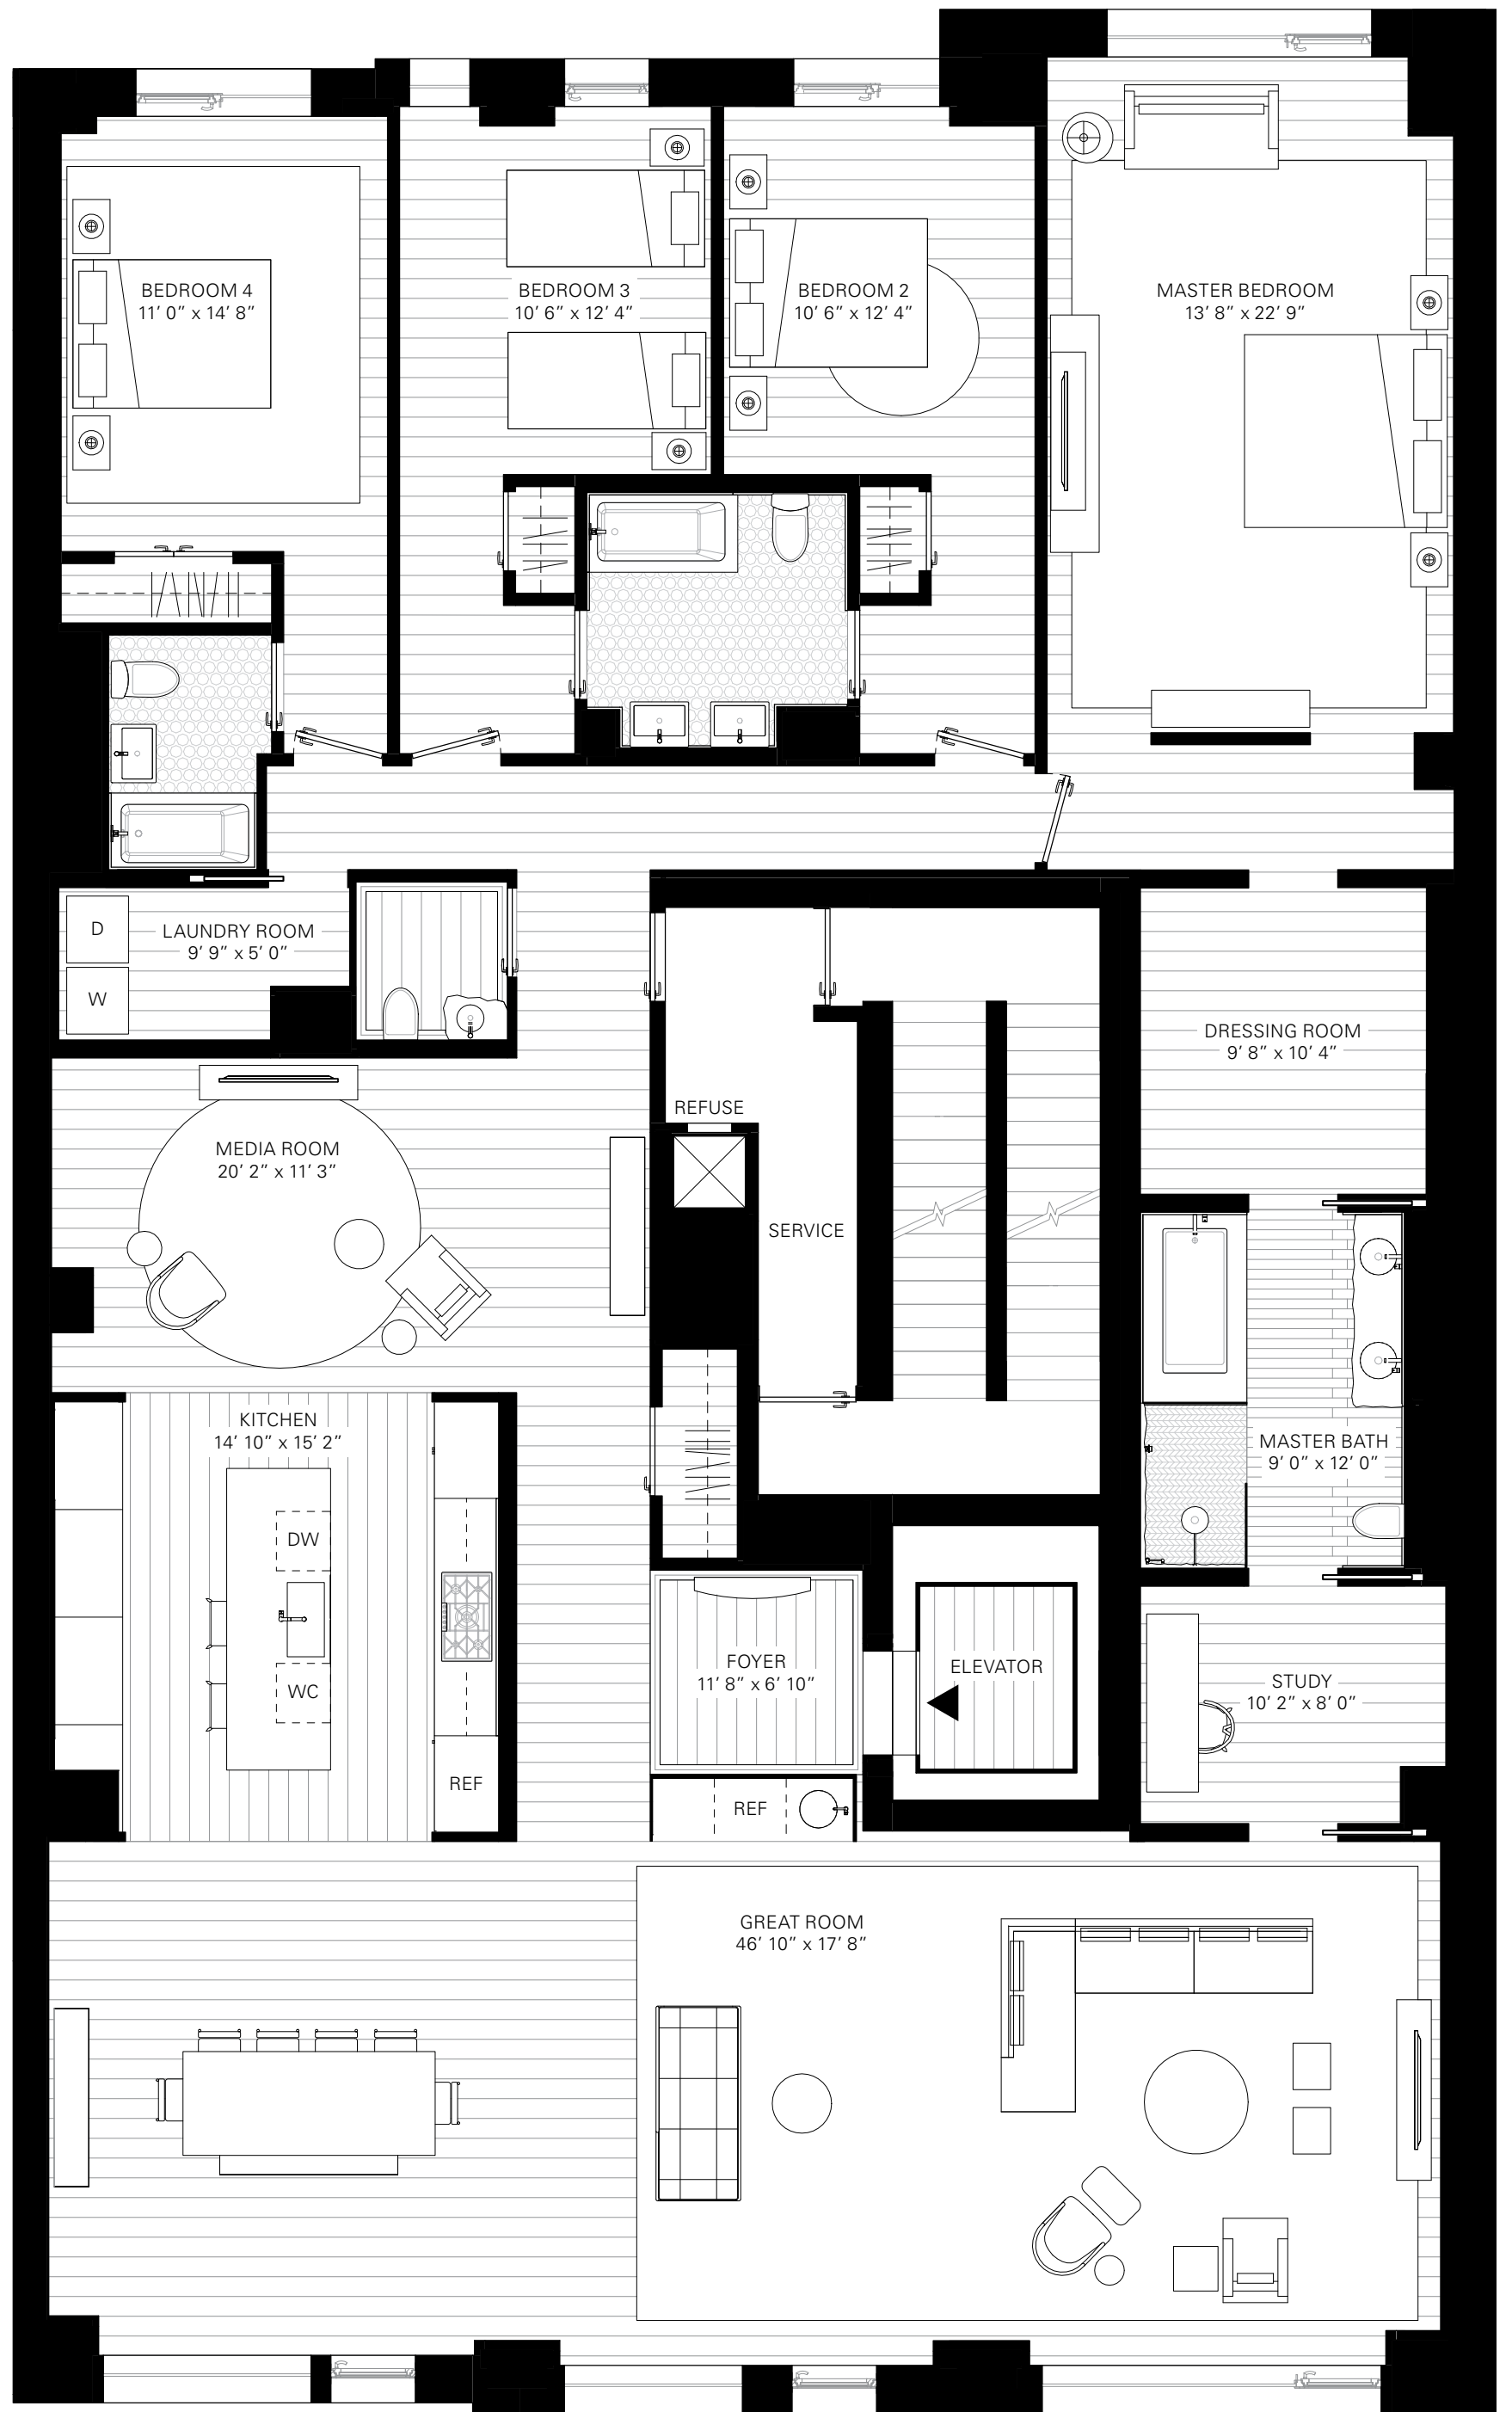 BEDROOM 4
11' 0" x 14' 8"
BEDROOM 3
10' 6" x 12' 4"
BEDROOM 2
10' 6" x 12' 4"
MASTER BEDROOM
13' 8" x 22' 9"
D
W
LAUNDRY ROOM
9' 9" x 5' 0"
DRESSING ROOM
9' 8" x 10' 4"
REFUSE
MEDIA ROOM
20' 2" x 11' 3"
SERVICE
KITCHEN
14' 10" x 15' 2"
MASTER BATH
9' 0" x 12' 0"
DW
WC
REF
FOYER
11' 8" x 6' 10"
ELEVATOR
STUDY
10' 2" x 8' 0"
REF
GREAT ROOM
46' 10" x 17' 8"